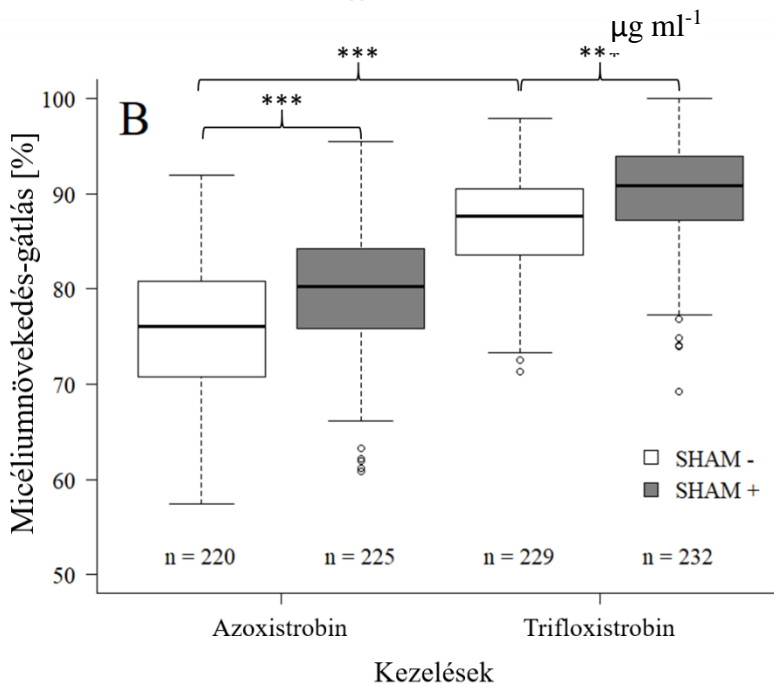 μg ml-1
***
***
***
B
100
90
80
70
60
50
Micéliumnövekedés-gátlás [%]
SHAM -
SHAM +
n = 220
n = 225
n = 229
n = 232
Azoxistrobin
Trifloxistrobin
Kezelések